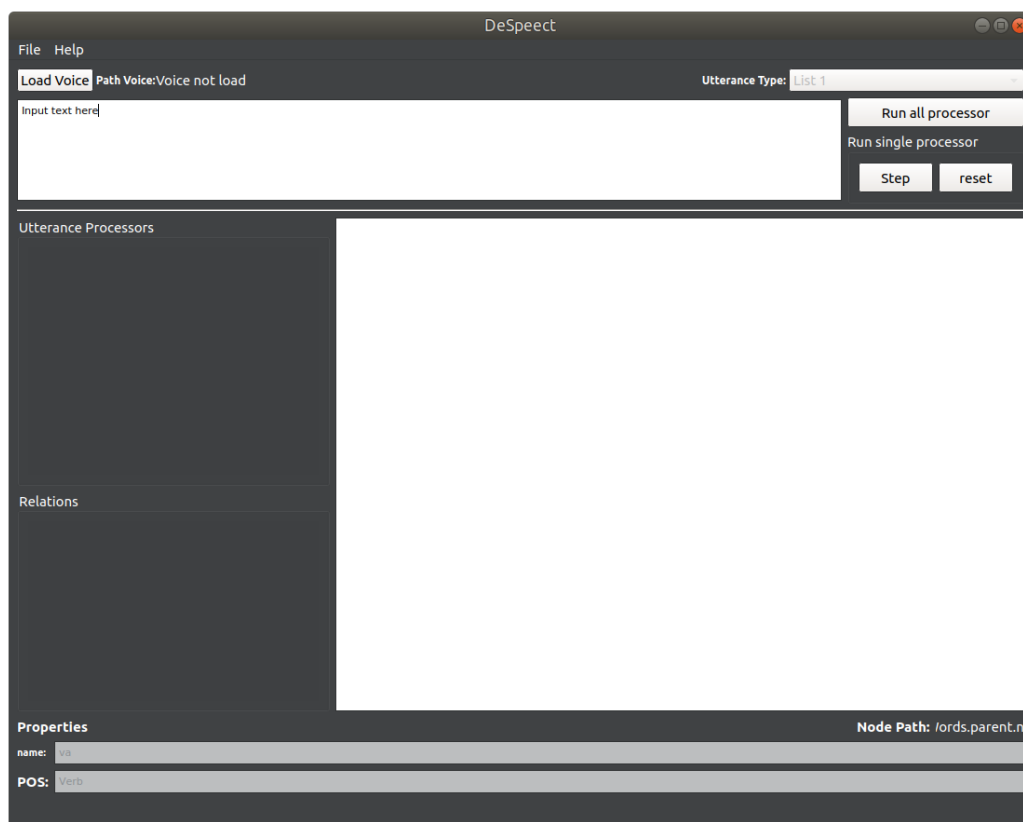 DeSpeect
File Help
Load Voice Path Voice:Voice not load Utterance Type: List 1
Input text here
Run all processor
Run single processor
Step reset
Utterance Processors
Relations
Properties Node Path: /ords.parent.n
name: va
POS: Verb